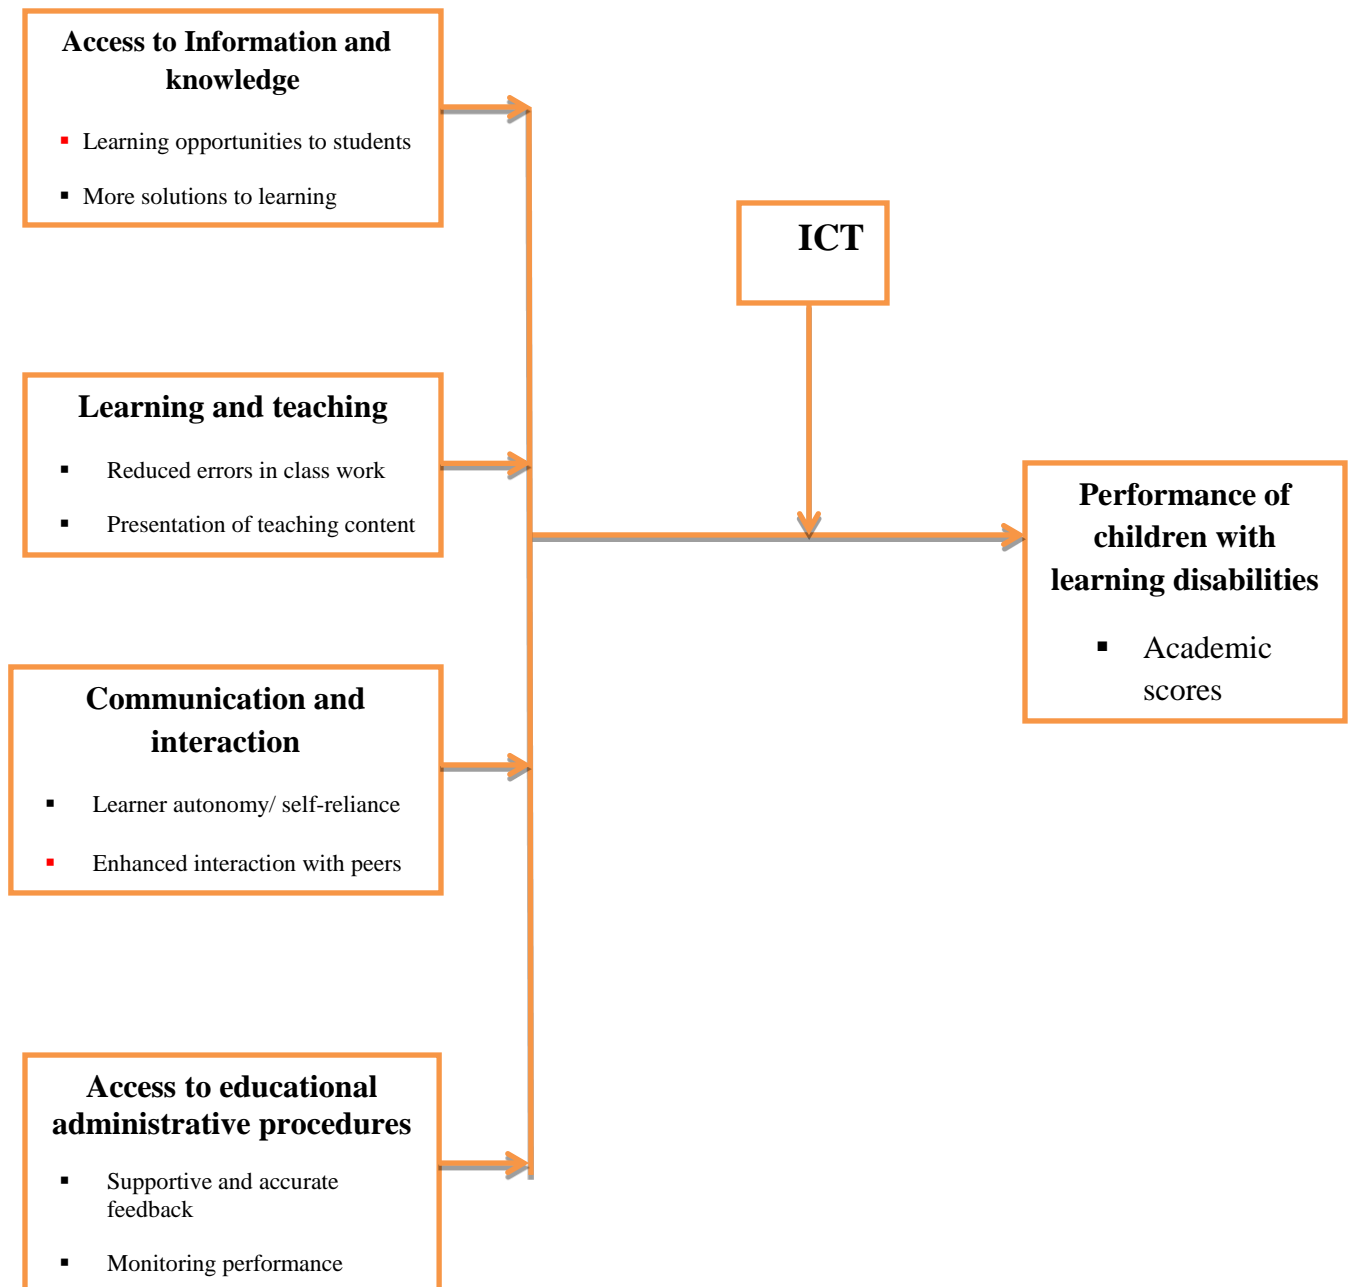 Access to Information and
knowledge
▪ Learning opportunities to students
▪ More solutions to learning
ICT
Learning and teaching
▪ Reduced errors in class work
▪ Presentation of teaching content
Performance of
children with
learning disabilities
▪ Academic
scores
Communication and
interaction
▪ Learner autonomy/ self-reliance
▪ Enhanced interaction with peers
Access to educational
administrative procedures
▪ Supportive and accurate
feedback
▪ Monitoring performance